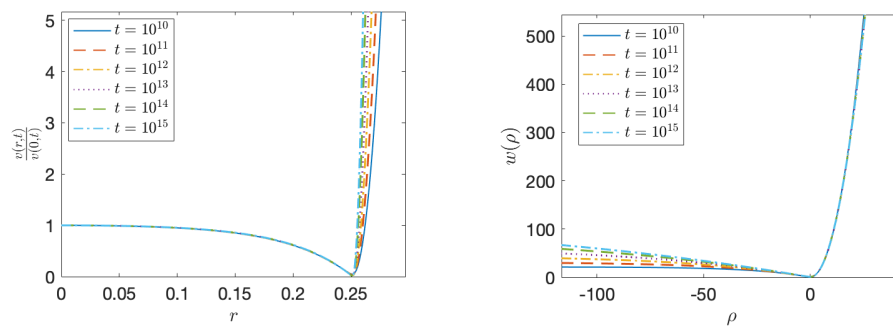 5
4
3
2
1
0
v(r,t)
v(0,t)
t = 10^10
t = 10^11
t = 10^12
t = 10^13
t = 10^14
t = 10^15
0 0.05 0.1 0.15 0.2 0.25
r
500
400
300
200
100
0
w(ρ)
t = 10^10
t = 10^11
t = 10^12
t = 10^13
t = 10^14
t = 10^15
-100 -50 0
ρ